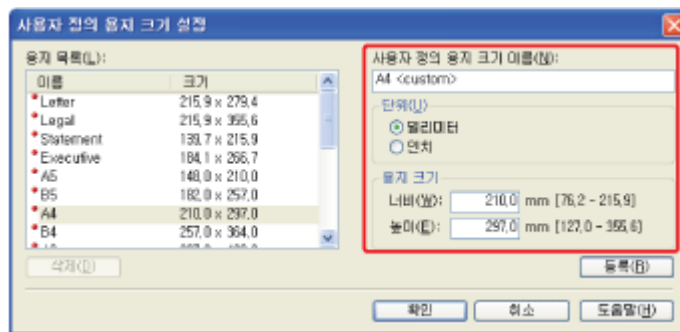 사용자 정의 용지 크기 설정
용지 목록(L):
이름 크기
*Letter 215,9 x 279,4
*Legal 215,9 x 355,6
*Statement 139,7 x 215,9
*Executive 184,1 x 266,7
*A5 148,0 x 210,0
*B5 182,0 x 257,0
*A4 210,0 x 297,0
*B4 257,0 x 364,0
삭제(D)
사용자 정의 용지 크기 이름(N):
A4 <custom>
단위(U)
밀리미터
인치
용지 크기
너비(W): 210,0 mm [76,2 - 215,9]
높이(E): 297,0 mm [127,0 - 355,6]
등록(R)
확인 취소 도움말(H)